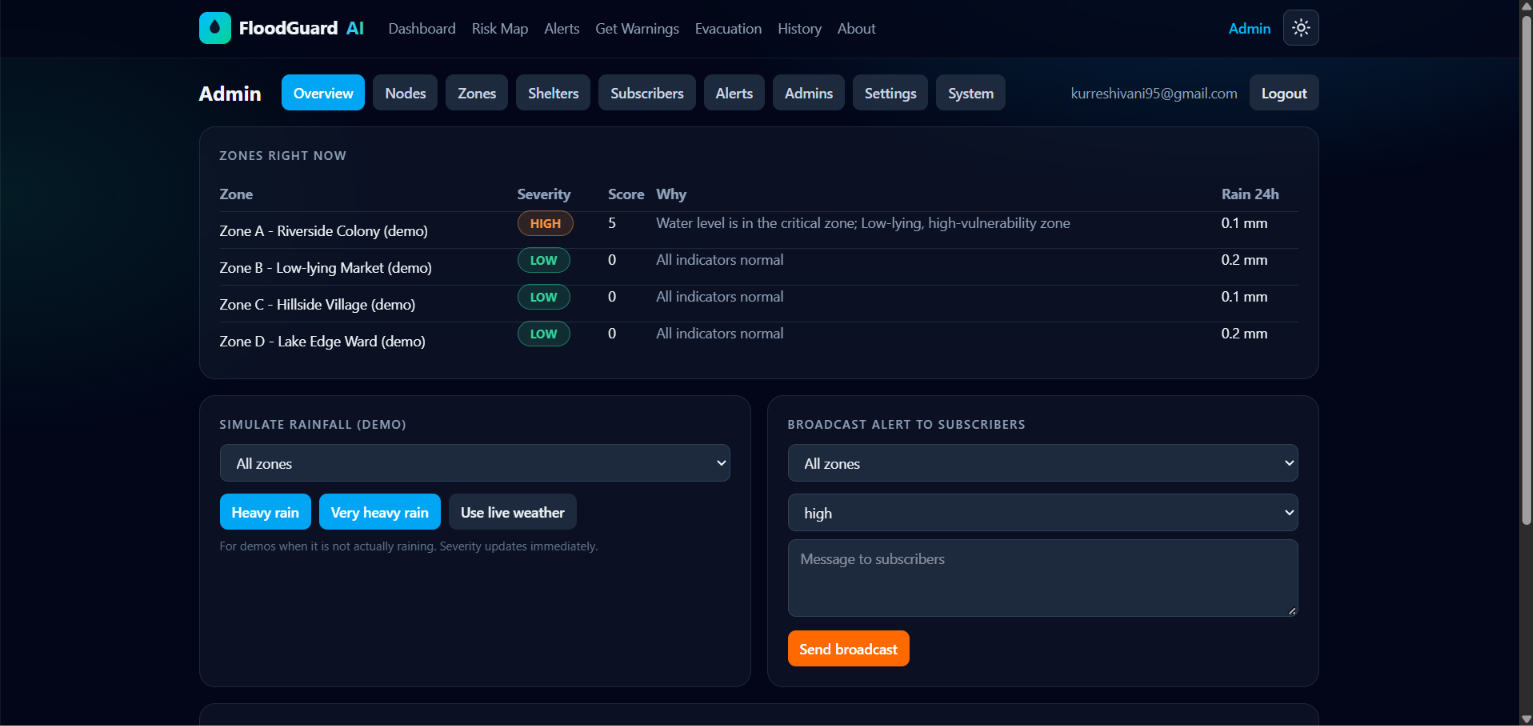 FloodGuard AI Dashboard Risk Map Alerts Get Warnings Evacuation History About Admin
Admin Overview Nodes Zones Shelters Subscribers Alerts Admins Settings System kurreshivani95@gmail.com Logout
ZONES RIGHT NOW
Zone Severity Score Why Rain 24h
Zone A - Riverside Colony (demo) HIGH 5 Water level is in the critical zone; Low-lying, high-vulnerability zone 0.1 mm
Zone B - Low-lying Market (demo) LOW 0 All indicators normal 0.2 mm
Zone C - Hillside Village (demo) LOW 0 All indicators normal 0.1 mm
Zone D - Lake Edge Ward (demo) LOW 0 All indicators normal 0.2 mm
SIMULATE RAINFALL (DEMO)
All zones
Heavy rain Very heavy rain Use live weather
For demos when it is not actually raining. Severity updates immediately.
BROADCAST ALERT TO SUBSCRIBERS
All zones
high
Message to subscribers
Send broadcast